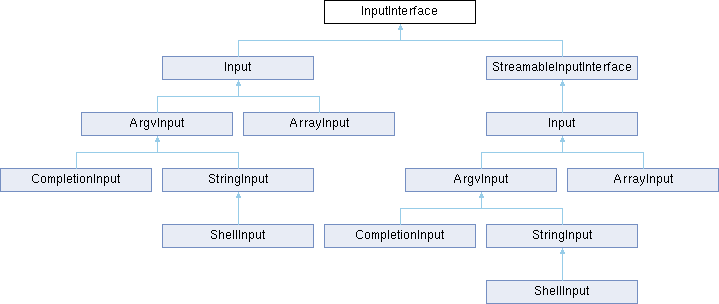 InputInterface
Input
StreamableInputInterface
ArgvInput
ArrayInput
Input
CompletionInput
StringInput
ArgvInput
ArrayInput
ShellInput
CompletionInput
StringInput
ShellInput